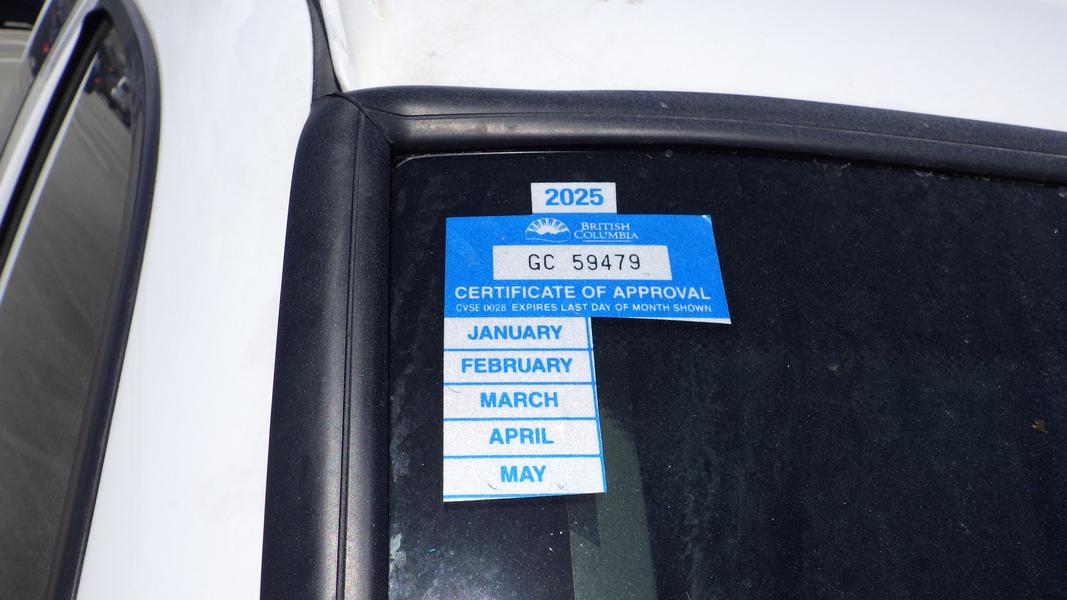 2025
BRITISH
COLUMBIA
GC 59479
CERTIFICATE OF APPROVAL
CVSE 0028 EXPIRES LAST DAY OF MONTH SHOWN
JANUARY
FEBRUARY
MARCH
APRIL
MAY